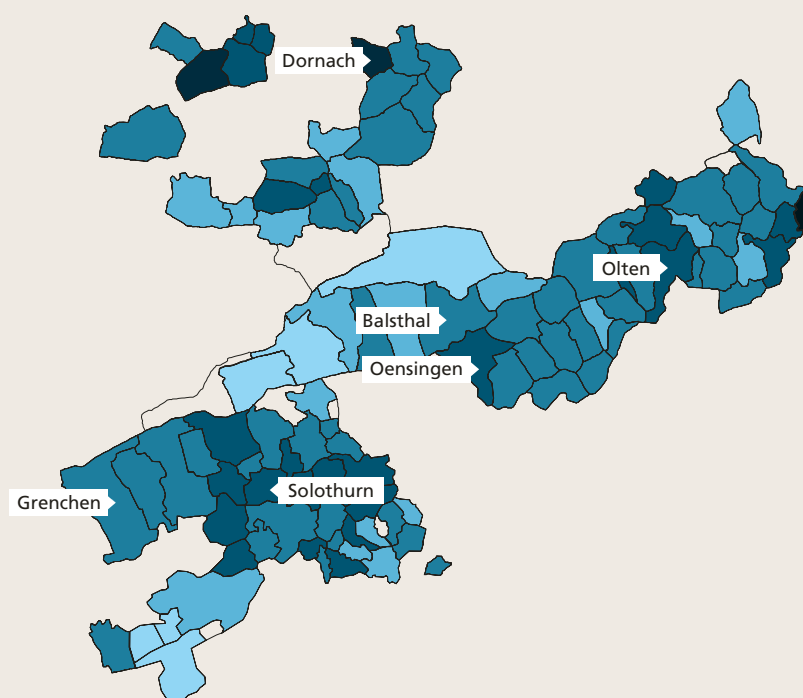 Dornach
Olten
Balsthal
Oensingen
Solothurn
Grenchen